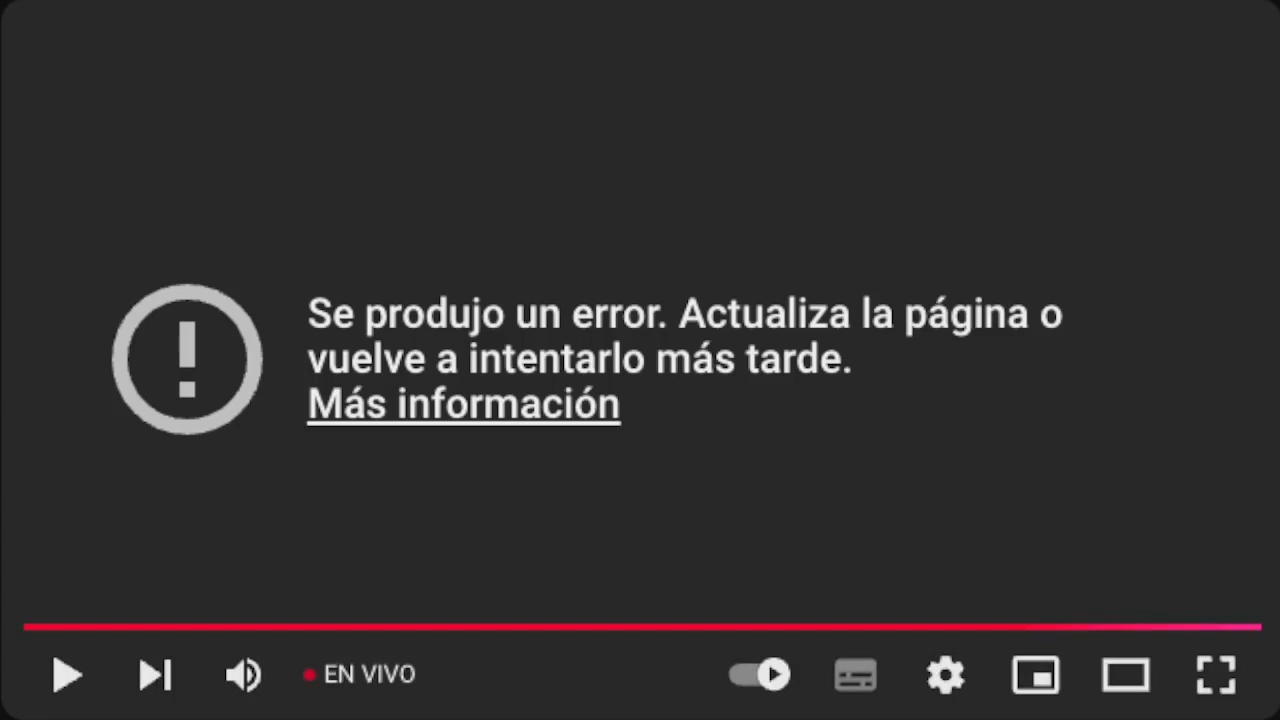 Se produjo un error. Actualiza la página o
vuelve a intentarlo más tarde.
Más información
EN VIVO